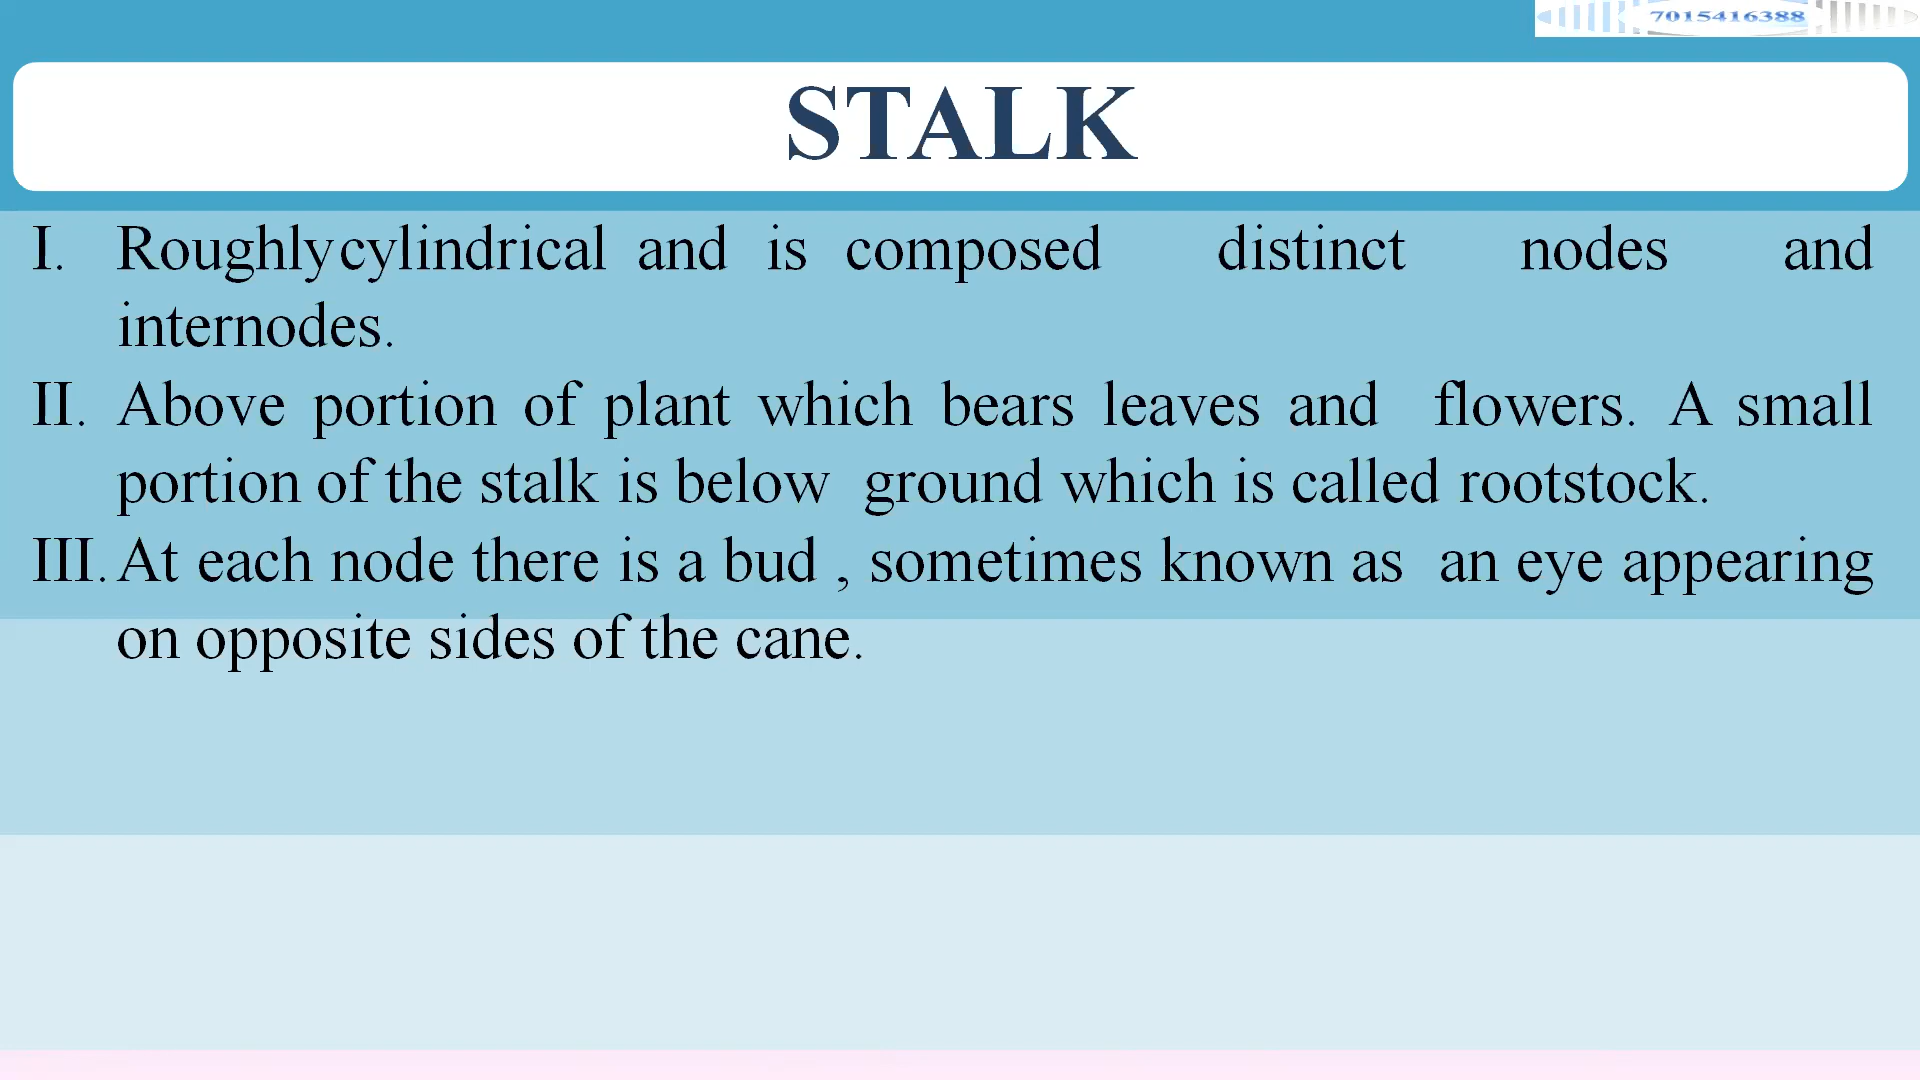 7015416388
STALK
I. Roughly cylindrical and is composed distinct nodes and
internodes.
II. Above portion of plant which bears leaves and flowers. A small
portion of the stalk is below ground which is called rootstock.
III. At each node there is a bud , sometimes known as an eye appearing
on opposite sides of the cane.